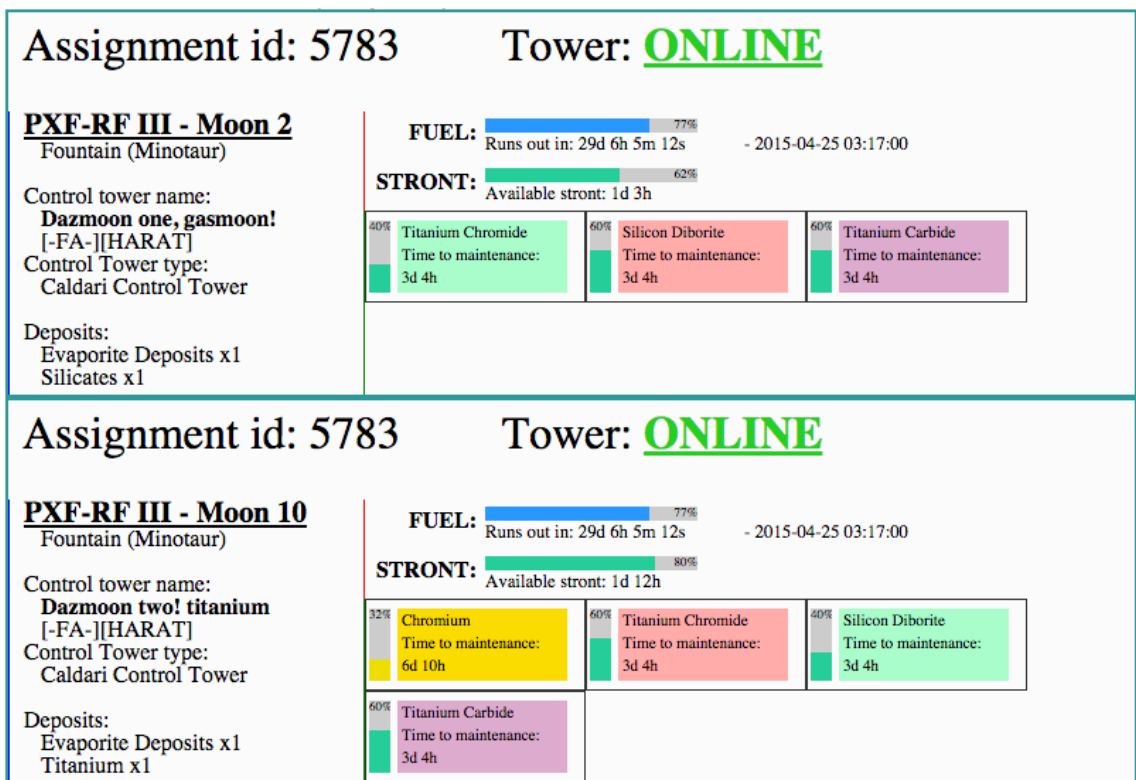 Assignment id: 5783 Tower: ONLINE
PXF-RF III - Moon 2
Fountain (Minotaur)
Control tower name:
Dazmoon one, gasmoon!
[-FA-][HARAT]
Control Tower type:
Caldari Control Tower
Deposits:
Evaporite Deposits x1
Silicates x1
FUEL: 77%
Runs out in: 29d 6h 5m 12s - 2015-04-25 03:17:00
STRONT: 62%
Available stront: 1d 3h
40% Titanium Chromide
Time to maintenance:
3d 4h
60% Silicon Diborite
Time to maintenance:
3d 4h
60% Titanium Carbide
Time to maintenance:
3d 4h
Assignment id: 5783 Tower: ONLINE
PXF-RF III - Moon 10
Fountain (Minotaur)
Control tower name:
Dazmoon two! titanium
[-FA-][HARAT]
Control Tower type:
Caldari Control Tower
Deposits:
Evaporite Deposits x1
Titanium x1
FUEL: 77%
Runs out in: 29d 6h 5m 12s - 2015-04-25 03:17:00
STRONT: 80%
Available stront: 1d 12h
32% Chromium
Time to maintenance:
6d 10h
60% Titanium Chromide
Time to maintenance:
3d 4h
40% Silicon Diborite
Time to maintenance:
3d 4h
60% Titanium Carbide
Time to maintenance:
3d 4h